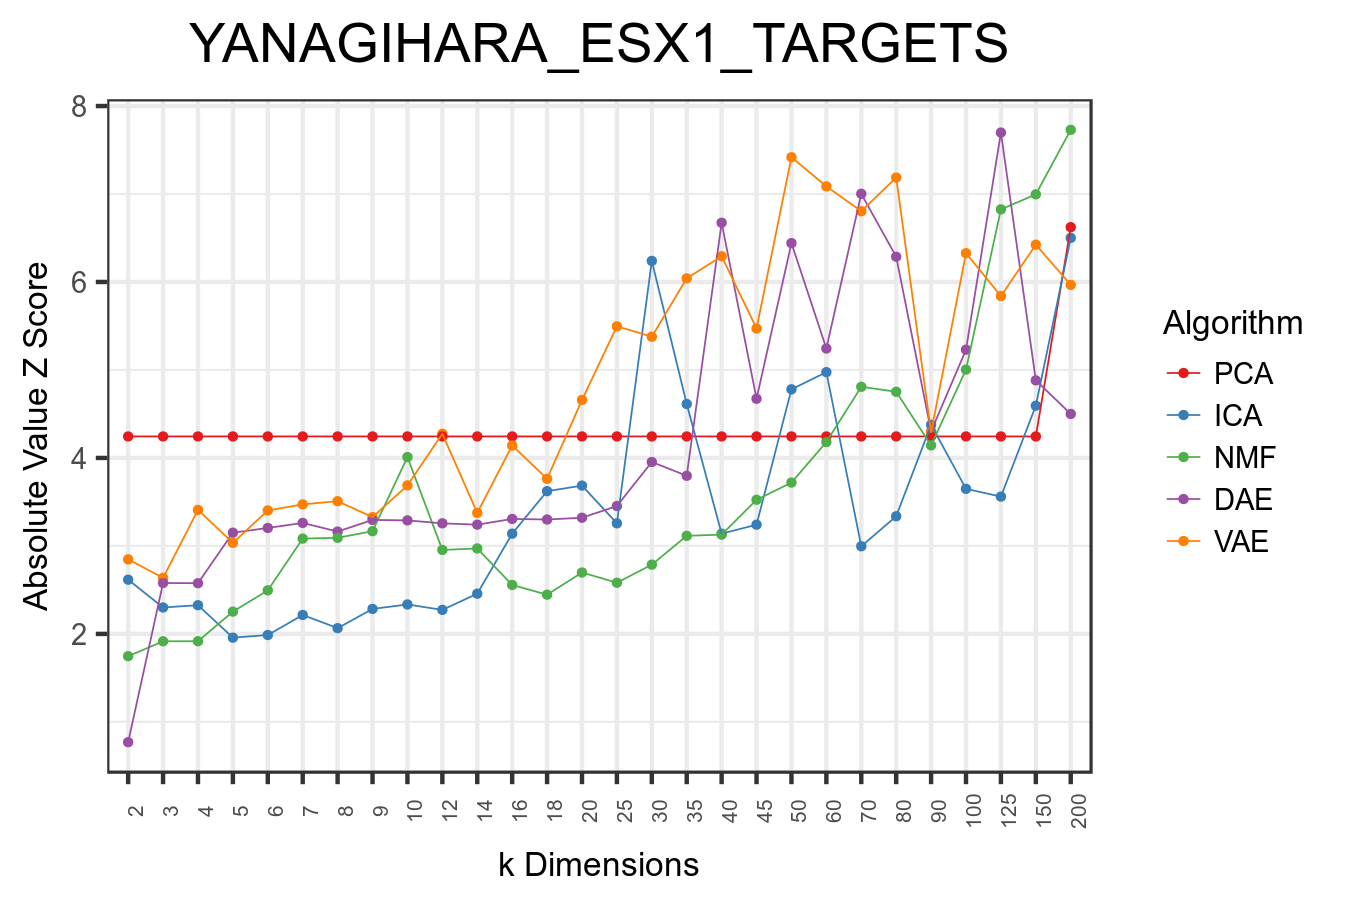 YANAGIHARA_ESX1_TARGETS
8
6
4
2
Absolute Value Z Score
2 3 4 5 6 7 8 9 10 12 14 16 18 20 25 30 35 40 45 50 60 70 80 90 100 125 150 200
k Dimensions
Algorithm
PCA
ICA
NMF
DAE
VAE